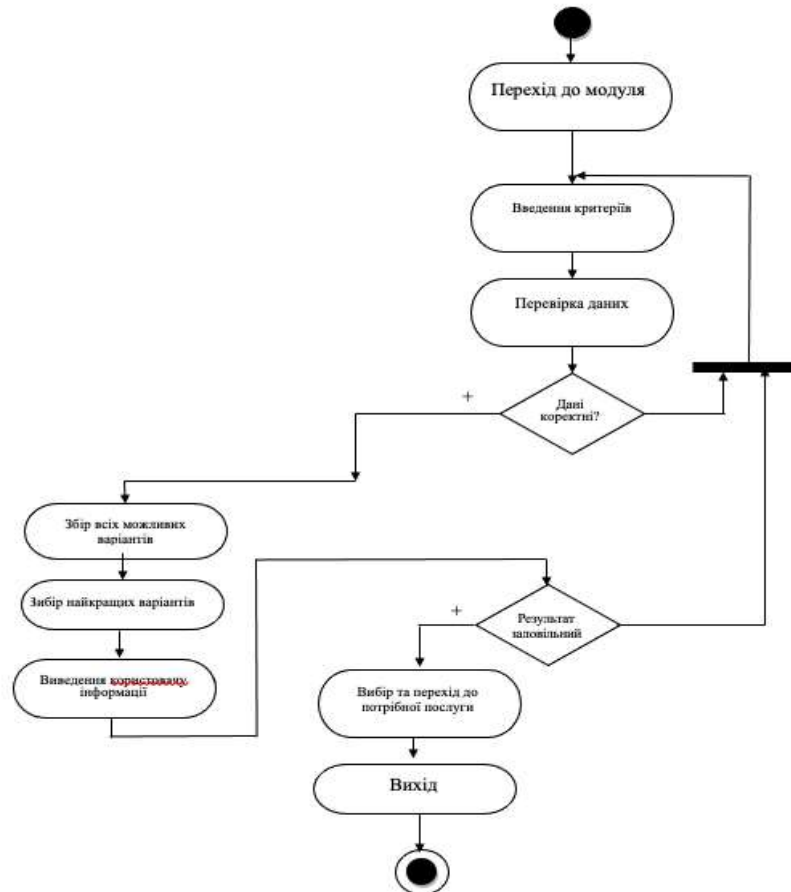 Перехід до модуля
Введення критеріїв
Перевірка даних
+
Дані
коректні?
Збір всіх можливих
варіантів
Зибір найкращих варіантів
Виведення користовачу
інформації
+
Результат
заловільний
Вибір та перехід до
потрібної послуги
Вихід